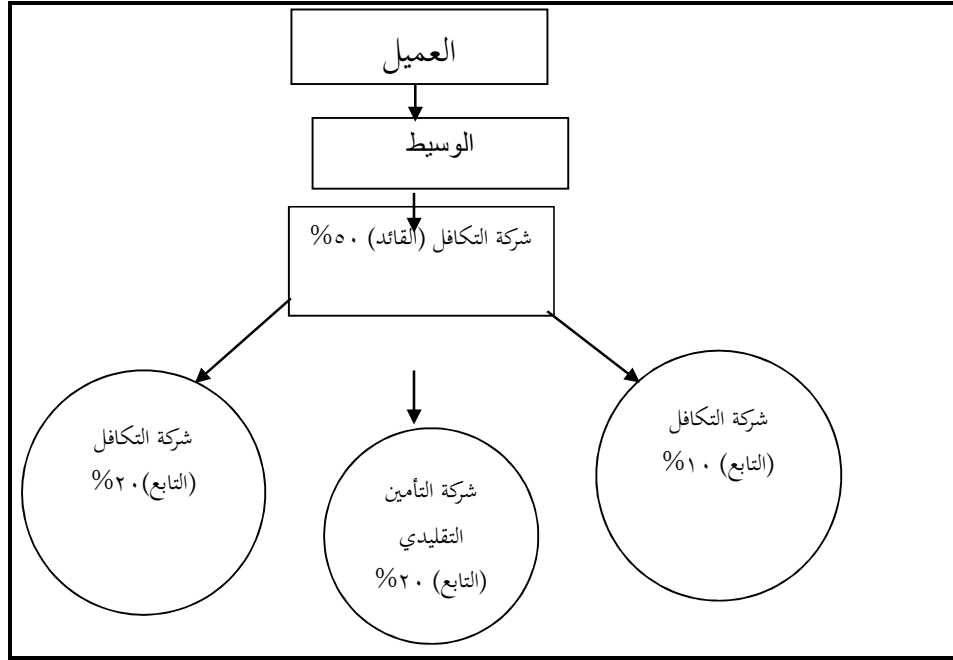 العميل
الوسيط
شركة التكافل (القائد) ٥٠%
شركة التكافل
(التابع) ١٠%
شركة التأمين
التقليدي
(التابع) ٢٠%
شركة التكافل
(التابع)٢٠%